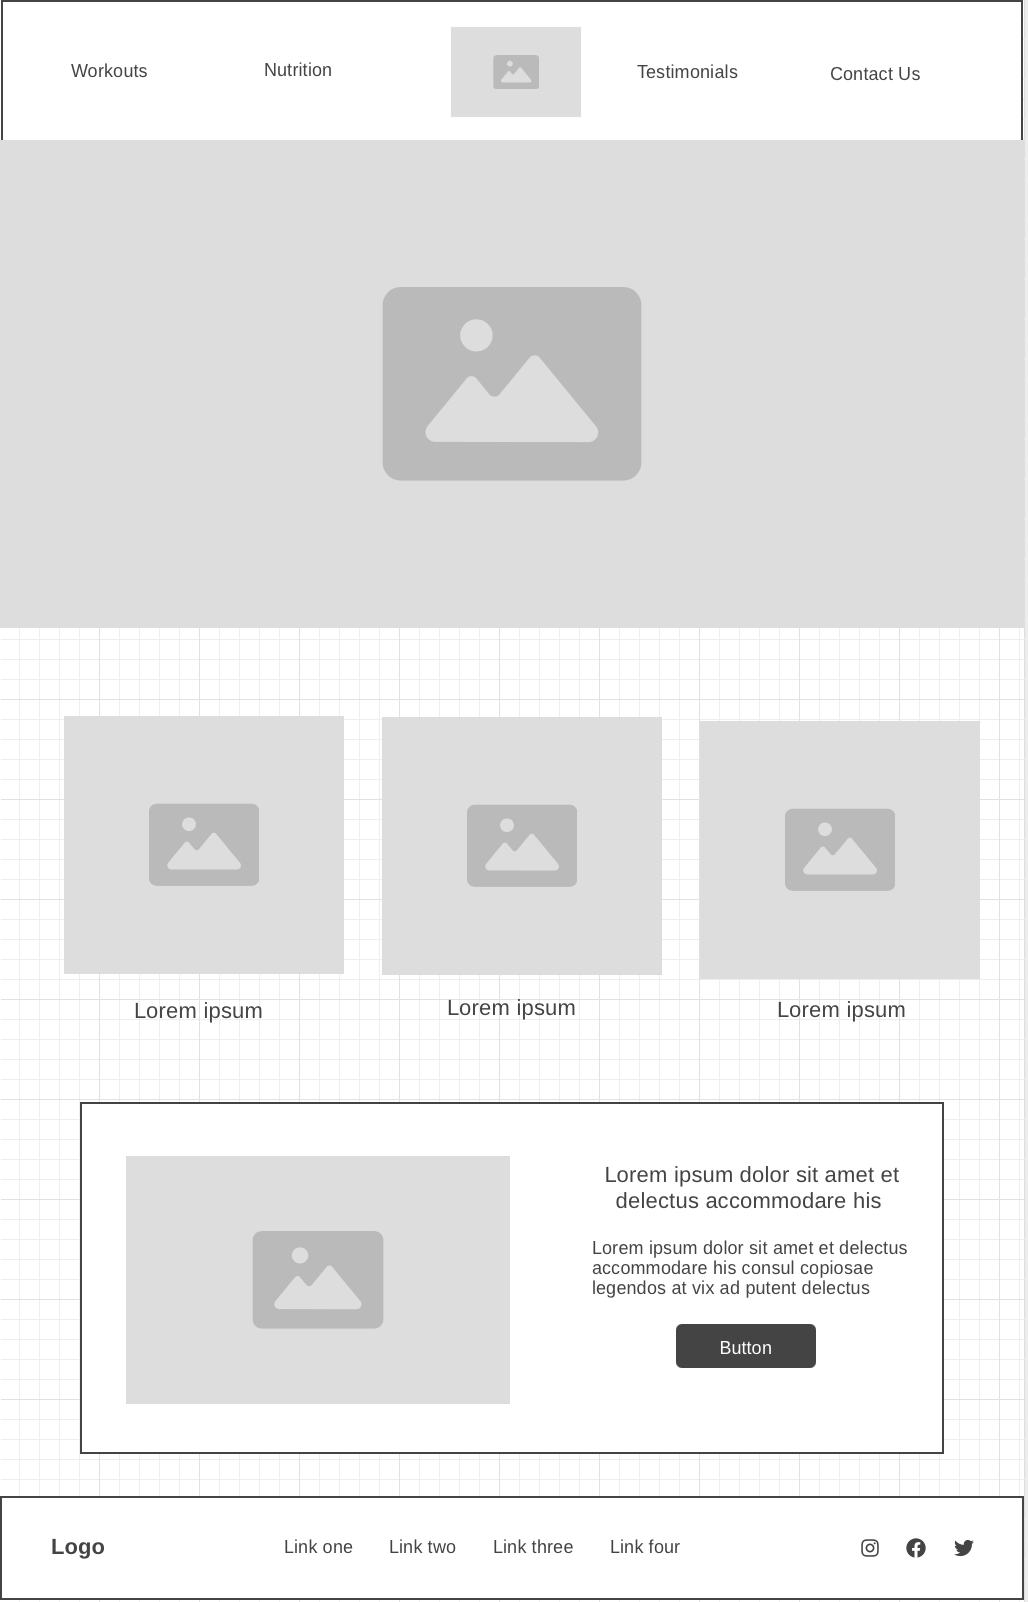 Workouts
Nutrition
Testimonials
Contact Us
Lorem ipsum
Lorem ipsum
Lorem ipsum
Lorem ipsum dolor sit amet et
delectus accommodare his
Lorem ipsum dolor sit amet et delectus
accommodare his consul copiosae
legendos at vix ad putent delectus
Button
Logo
Link one
Link two
Link three
Link four